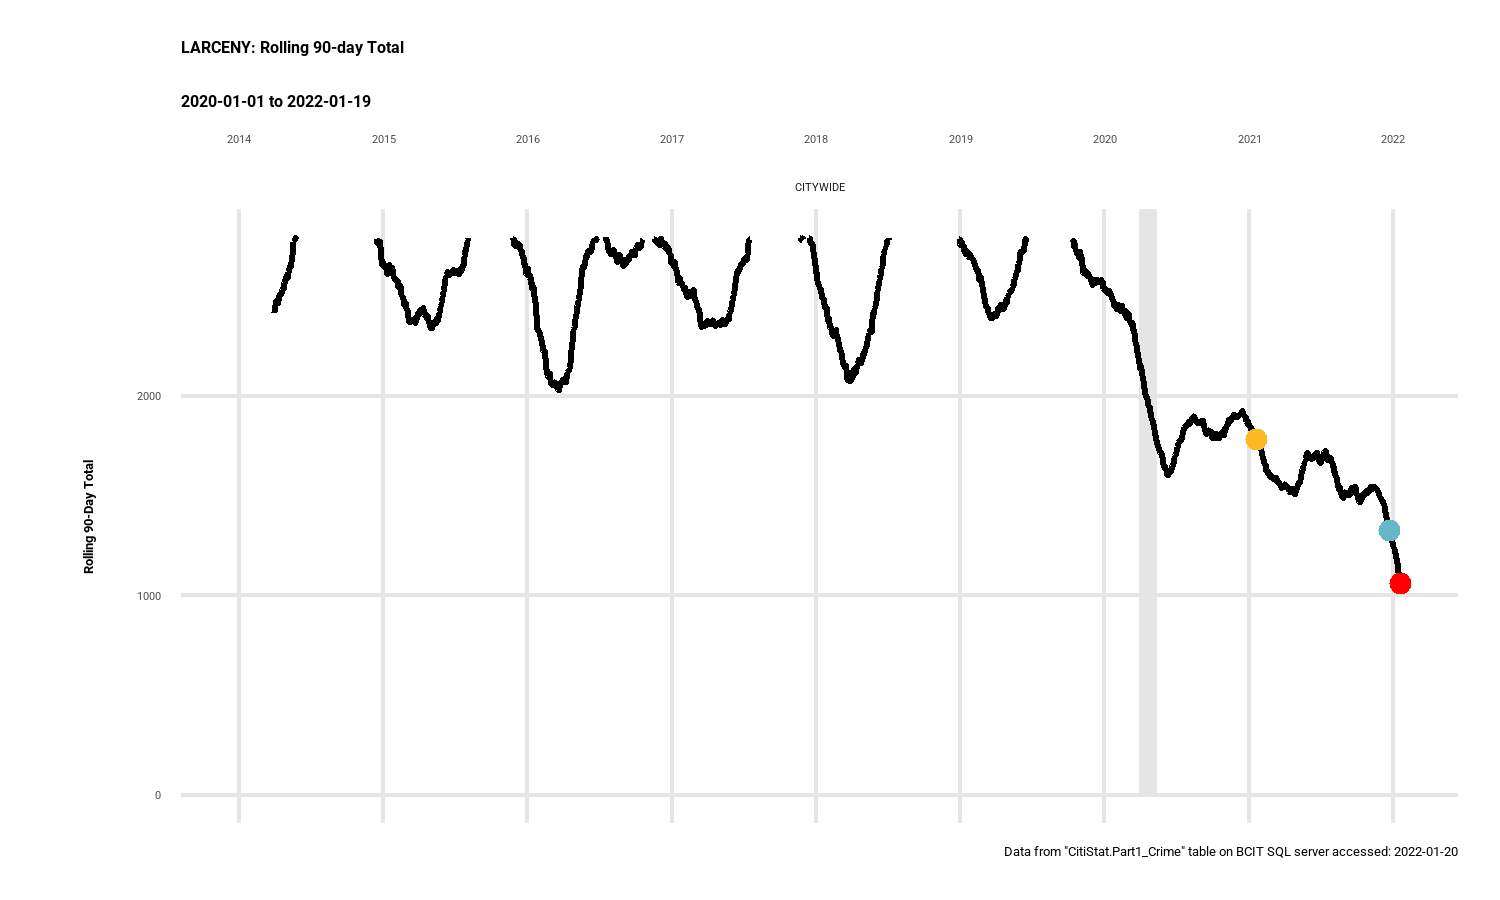 LARCENY: Rolling 90-day Total
2020-01-01 to 2022-01-19
2014 2015 2016 2017 2018 2019 2020 2021 2022
CITYWIDE
2000
Rolling 90-Day Total
1000
0
Data from "CitiStat.Part1_Crime" table on BCIT SQL server accessed: 2022-01-20